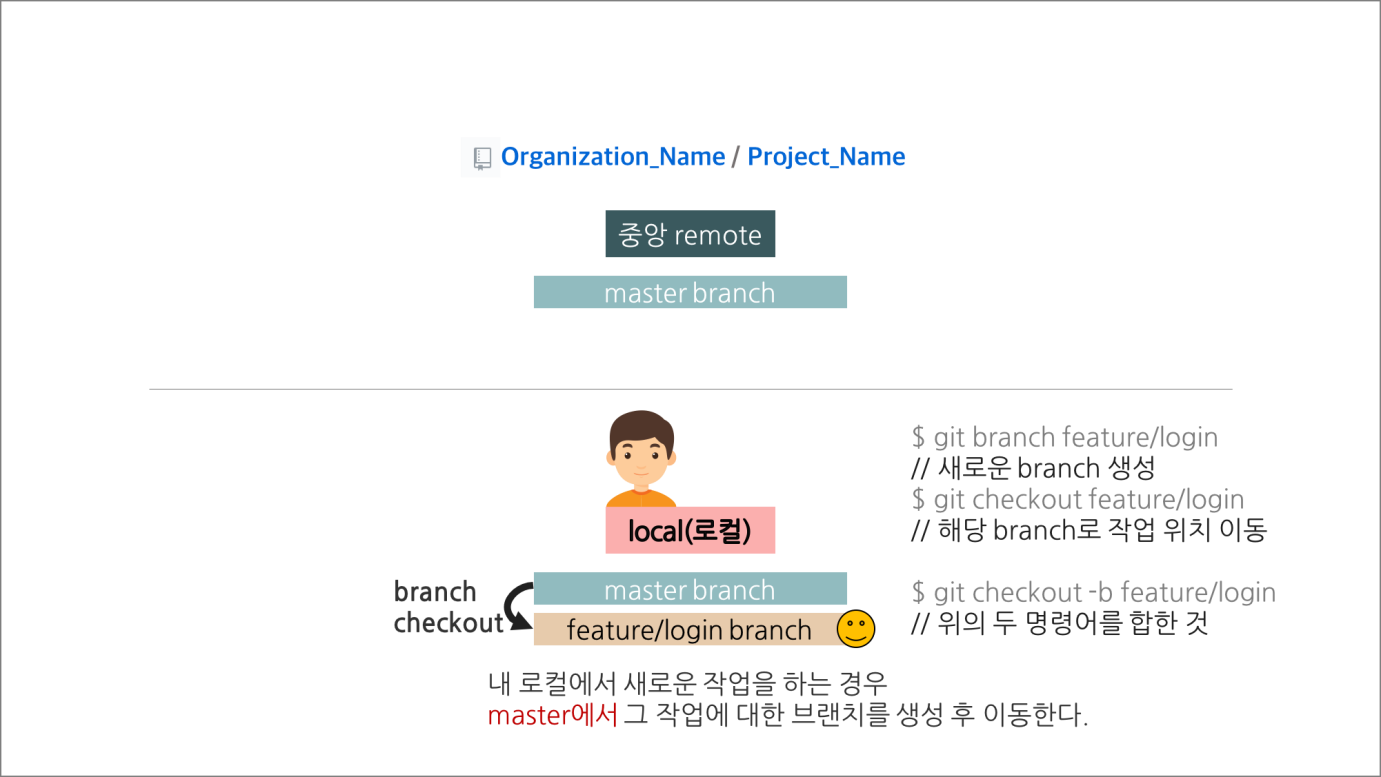 Organization_Name / Project_Name
중앙 remote
master branch
local(로컬)
master branch
feature/login branch
branch
checkout
$ git branch feature/login
// 새로운 branch 생성
$ git checkout feature/login
// 해당 branch로 작업 위치 이동
$ git checkout -b feature/login
// 위의 두 명령어를 합한 것
내 로컬에서 새로운 작업을 하는 경우
master에서 그 작업에 대한 브랜치를 생성 후 이동한다.